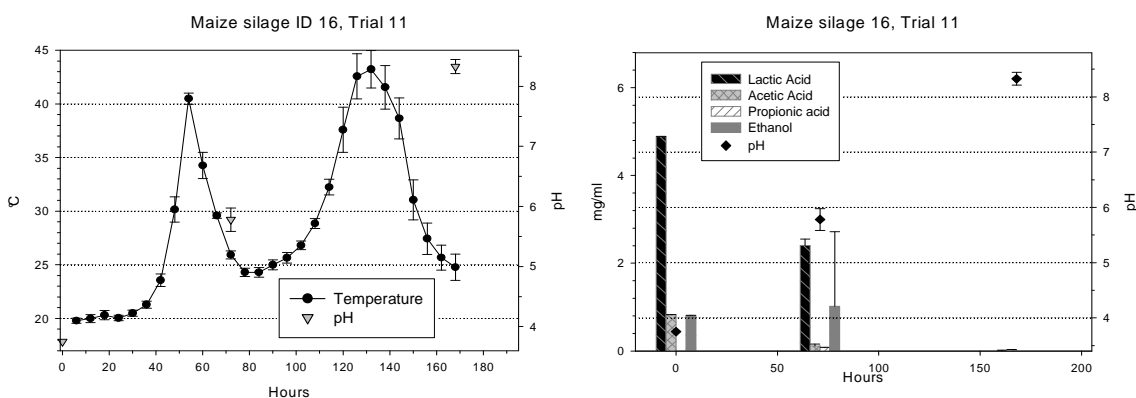 Maize silage ID 16, Trial 11
45
40
35
30
25
20
°C
8
7
6
5
4
pH
Temperature
pH
0 20 40 60 80 100 120 140 160 180
Hours
Maize silage 16, Trial 11
6
4
2
0
mg/ml
Lactic Acid
Acetic Acid
Propionic acid
Ethanol
pH
8
7
6
5
4
pH
0 50 100 150 200
Hours